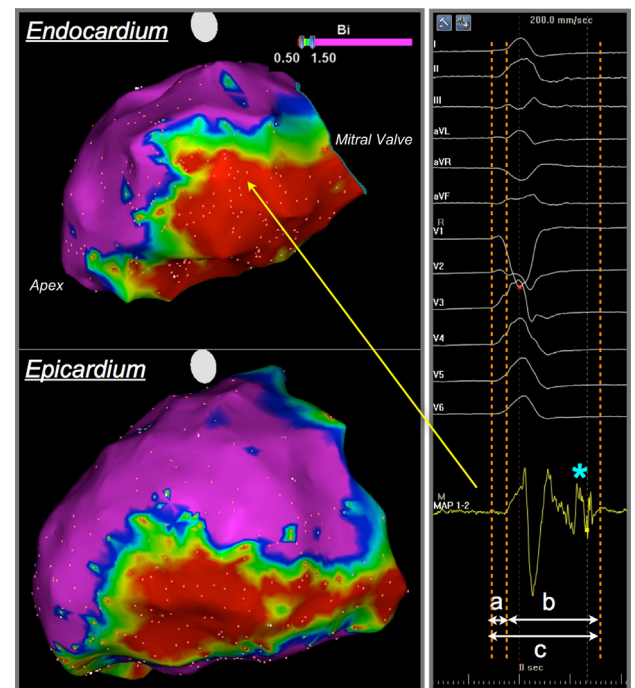 Endocardium
Bi
0.50 1.50
Mitral Valve
Apex
Epicardium
200.0 mm/sec
I
II
III
aVL
aVR
aVF
R
V1
V2
V3
V4
V5
V6
*
M
MAP 1-2
a b
c
0 sec